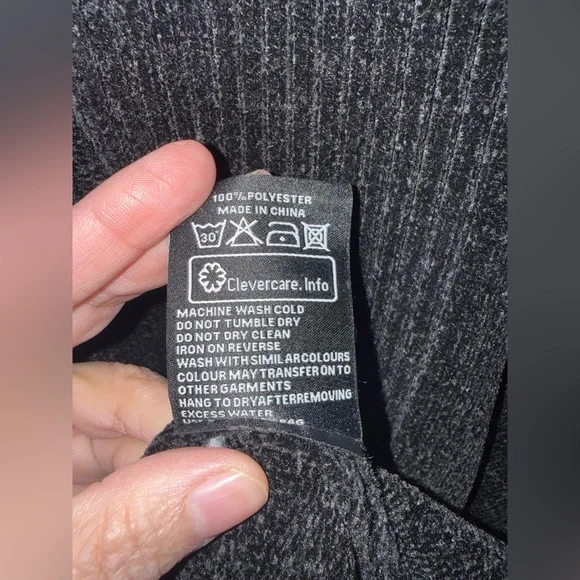 100% POLYESTER
MADE IN CHINA
30
Clevercare.Info
MACHINE WASH COLD
DO NOT TUMBLE DRY
DO NOT DRY CLEAN
IRON ON REVERSE
WASH WITH SIMILAR COLOURS
COLOUR MAY TRANSFER ON TO
OTHER GARMENTS
HANG TO DRY AFTER REMOVING
EXCESS WATER